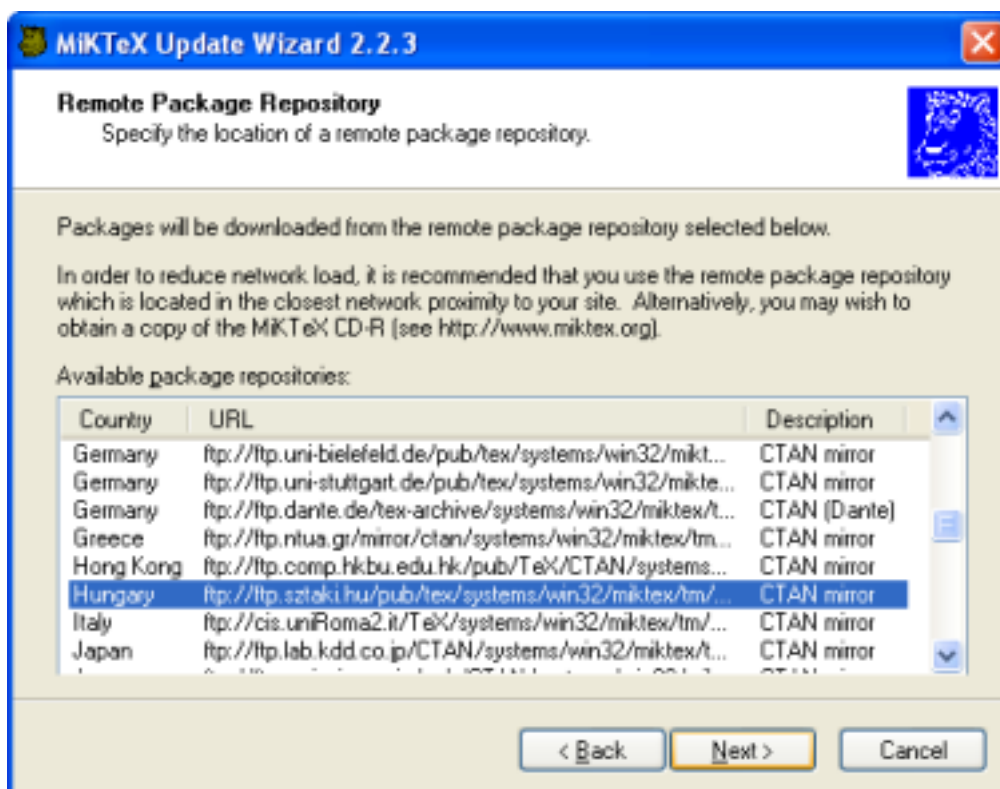 MiKTeX Update Wizard 2.2.3
Remote Package Repository
Specify the location of a remote package repository.
Packages will be downloaded from the remote package repository selected below.
In order to reduce network load, it is recommended that you use the remote package repository
which is located in the closest network proximity to your site. Alternatively, you may wish to
obtain a copy of the MiKTeX CD-R (see http://www.miktex.org).
Available package repositories:
Country URL Description
Germany ftp://ftp.uni-bielefeld.de/pub/tex/systems/win32/mikt... CTAN mirror
Germany ftp://ftp.uni-stuttgart.de/pub/tex/systems/win32/mikte... CTAN mirror
Germany ftp://ftp.dante.de/tex-archive/systems/win32/miktex/t... CTAN (Dante)
Greece ftp://ftp.ntua.gr/mirror/ctan/systems/win32/miktex/tm... CTAN mirror
Hong Kong ftp://ftp.comp.hkbu.edu.hk/pub/TeX/CTAN/systems... CTAN mirror
Hungary ftp://ftp.sztaki.hu/pub/tex/systems/win32/miktex/tm/... CTAN mirror
Italy ftp://cis.uniRoma2.it/TeX/systems/win32/miktex/tm/... CTAN mirror
Japan ftp://ftp.lab.kdd.co.jp/CTAN/systems/win32/miktex/t... CTAN mirror
< Back Next > Cancel